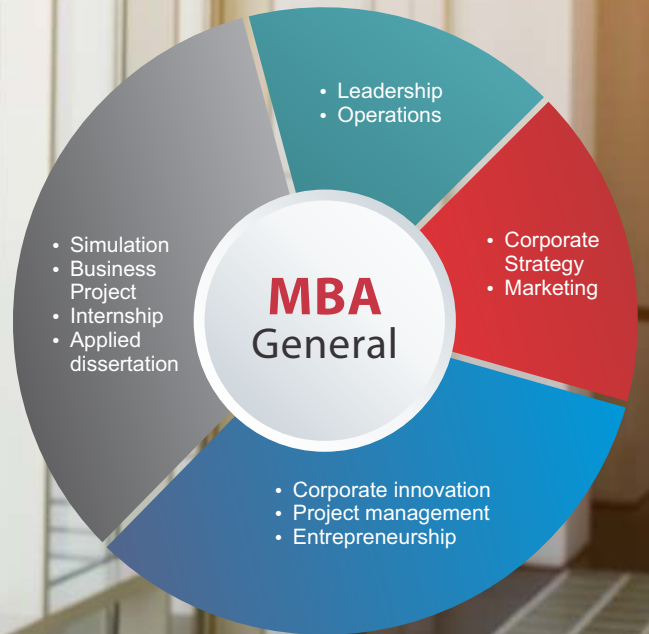 • Leadership
• Operations
• Corporate
Strategy
• Marketing
• Simulation
• Business
Project
• Internship
• Applied
dissertation
MBA
General
• Corporate innovation
• Project management
• Entrepreneurship